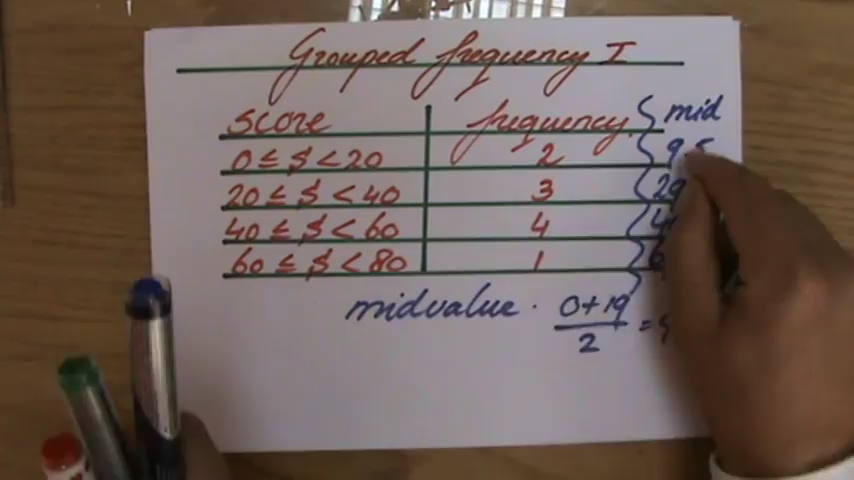 Grouped frequency I
score frequency mid
0 ≤ s < 20 2 9.5
20 ≤ s < 40 3
40 ≤ s < 60 4
60 ≤ s < 80 1
midvalue. 0+19/2 =